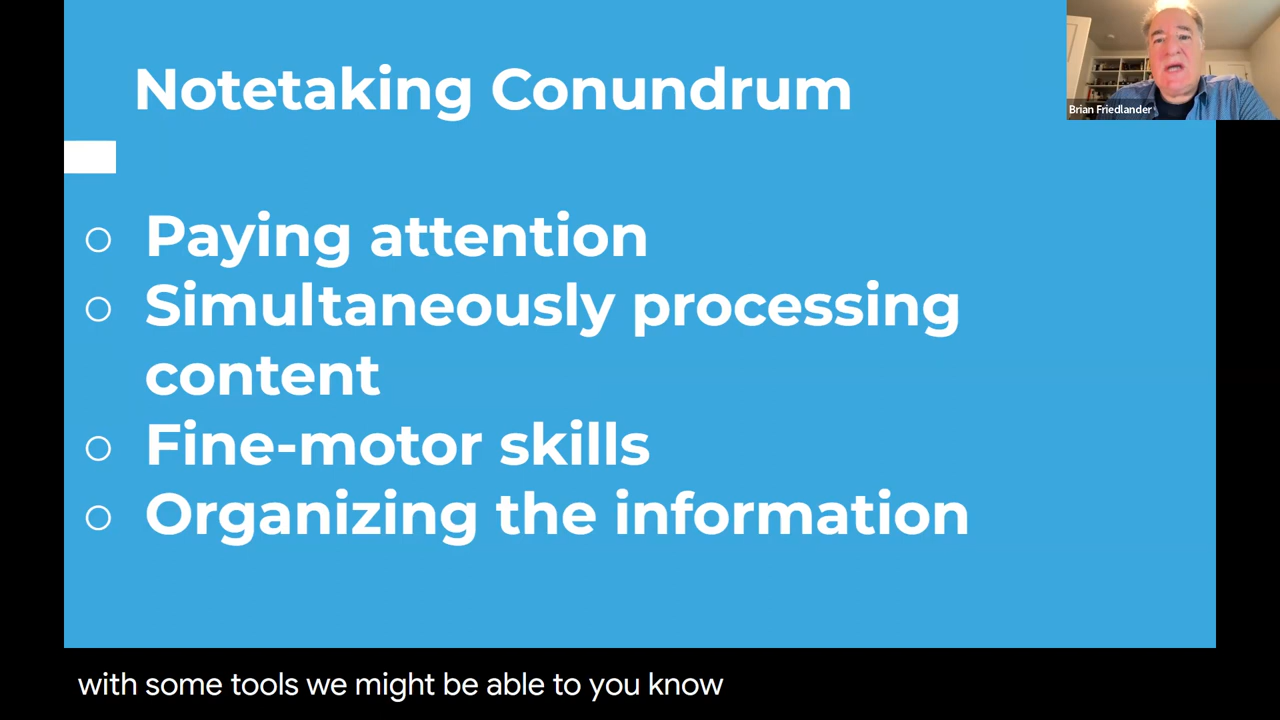 Notetaking Conundrum
Brian Friedlander
○ Paying attention
○ Simultaneously processing
content
○ Fine-motor skills
○ Organizing the information
with some tools we might be able to you know